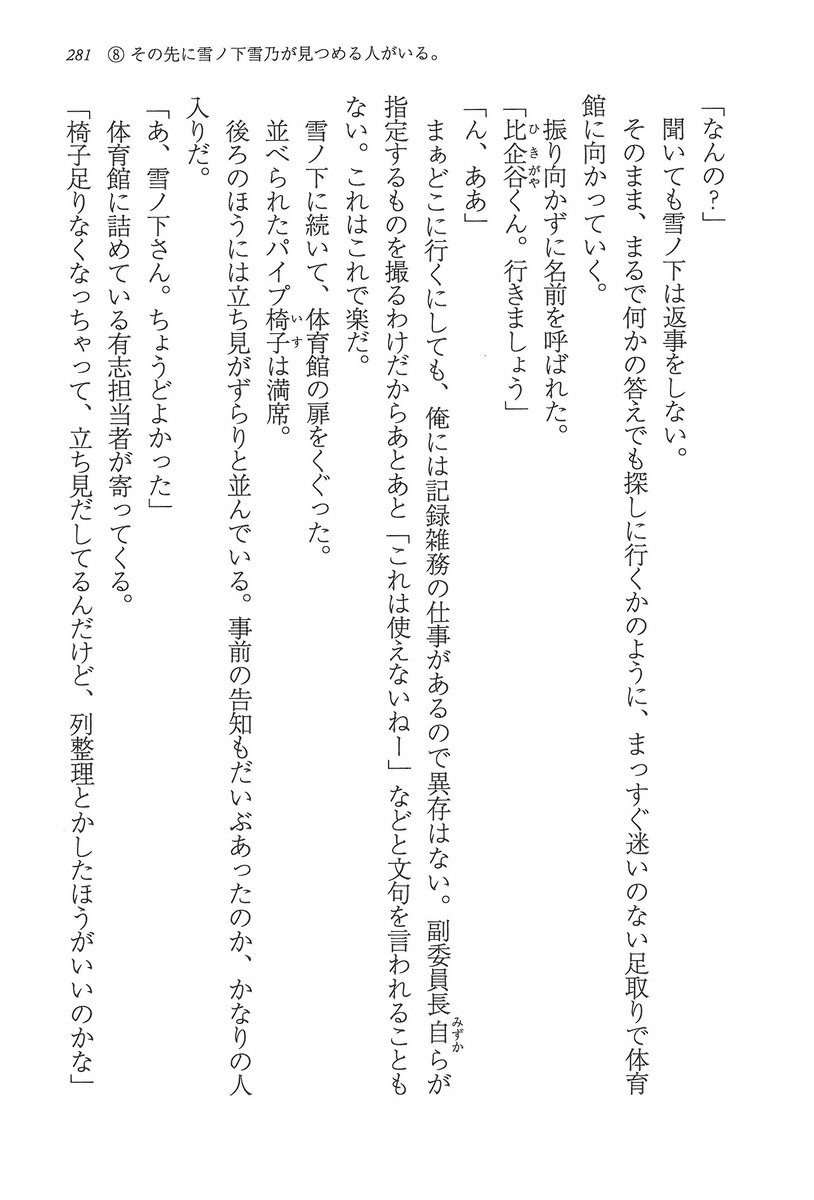 281 ⑧ その先に雪ノ下雪乃が見つめる人がいる。
「なんの？」
聞いても雪ノ下は返事をしない。
そのまま、まるで何かの答えでも探しに行くかのように、まっすぐ迷いのない足取りで体育
館に向かっていく。
振り向かずに名前を呼ばれた。
「比企谷くん。行きましょう」
ひきがや
「ん、ああ」
まぁどこに行くにしても、俺には記録雑務の仕事があるので異存はない。副委員長自らが
みずか
指定するものを撮るわけだからあとあと「これは使えないねー」などと文句を言われることも
ない。これはこれで楽だ。
雪ノ下に続いて、体育館の扉をくぐった。
並べられたパイプ椅子は満席。
いす
後ろのほうには立ち見がずらりと並んでいる。事前の告知もだいぶあったのか、かなりの人
入りだ。
「あ、雪ノ下さん。ちょうどよかった」
体育館に詰めている有志担当者が寄ってくる。
「椅子足りなくなっちゃって、立ち見だしてるんだけど、列整理とかしたほうがいいのかな」